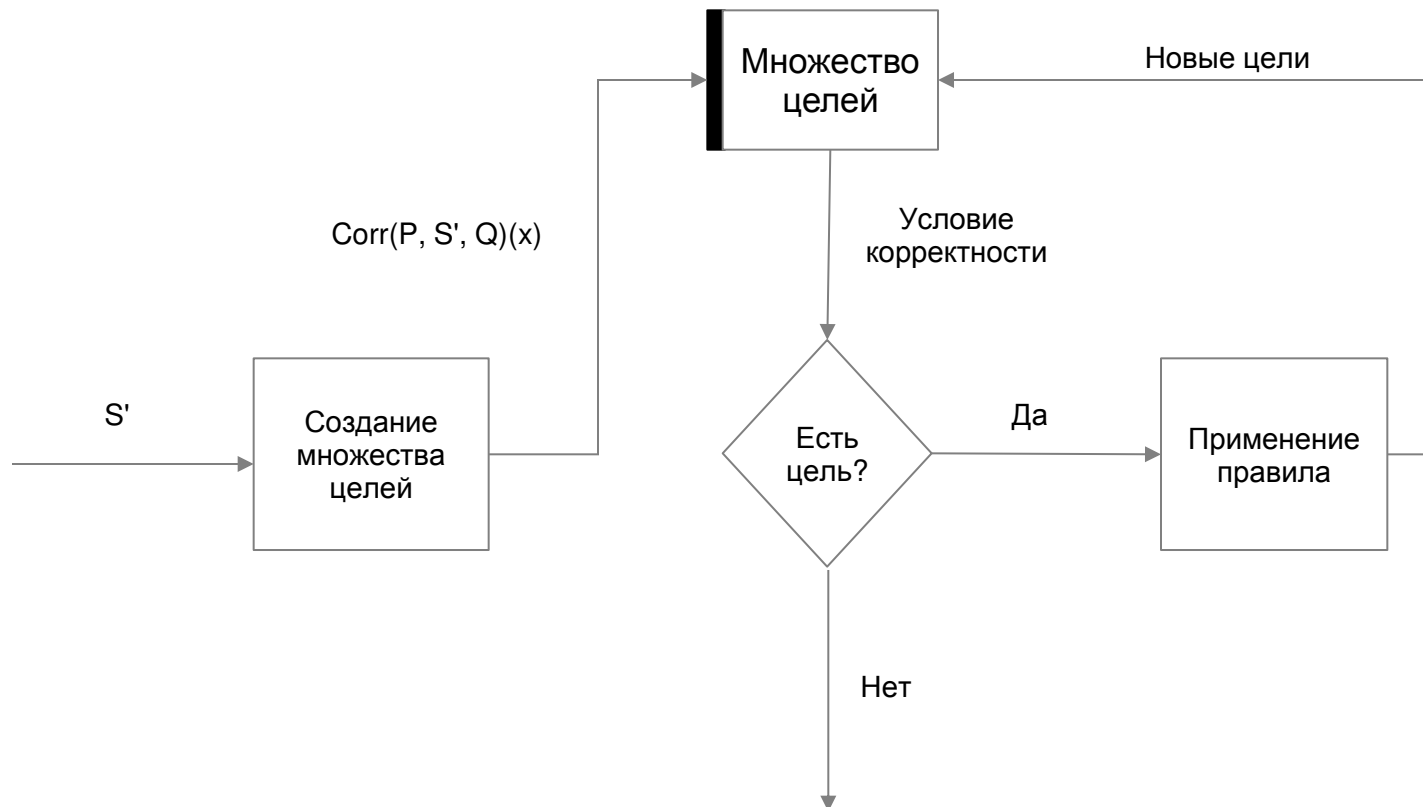 Множество
целей
Новые цели
Corr(P, S', Q)(x)
Условие
корректности
S'
Создание
множества
целей
Есть
цель?
Да
Применение
правила
Нет